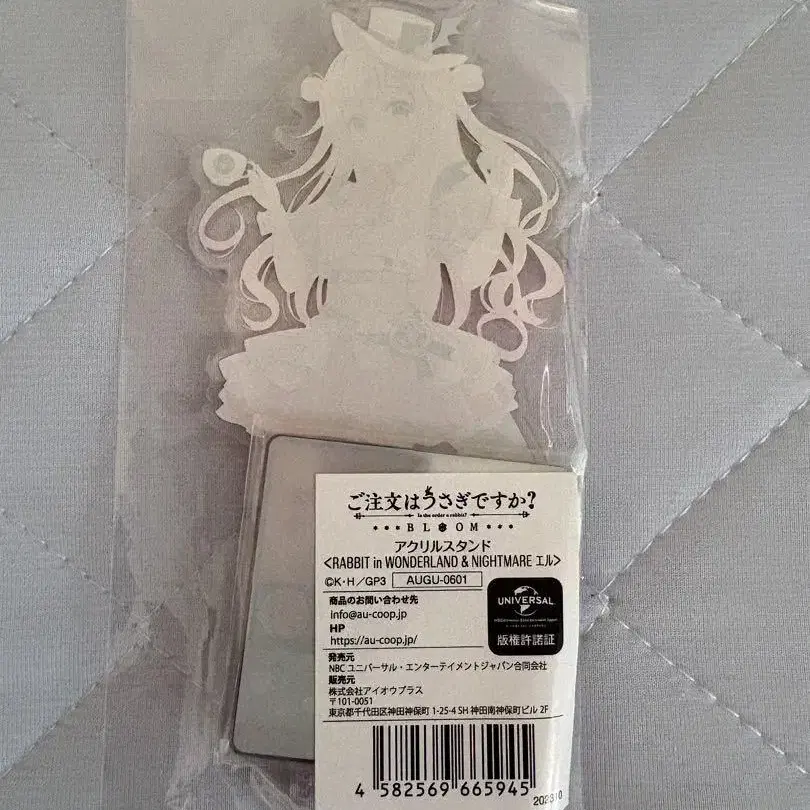 ご注文はうさぎですか?
Is the order a rabbit?
BLOOM
アクリルスタンド
<RABBIT in WONDERLAND & NIGHTMARE エル>
©K・H/GP3 AUGU-0601
商品のお問い合わせ先
info@au-coop.jp
HP
https://au-coop.jp/
UNIVERSAL
版権許諾証
発売元
NBC ユニバーサル・エンターテイメントジャパン合同会社
販売元
株式会社アイオウプラス
〒101-0051
東京都千代田区神田神保町 1-25-4 SH 神田南神保町ビル 2F
4 582569 665945
202310